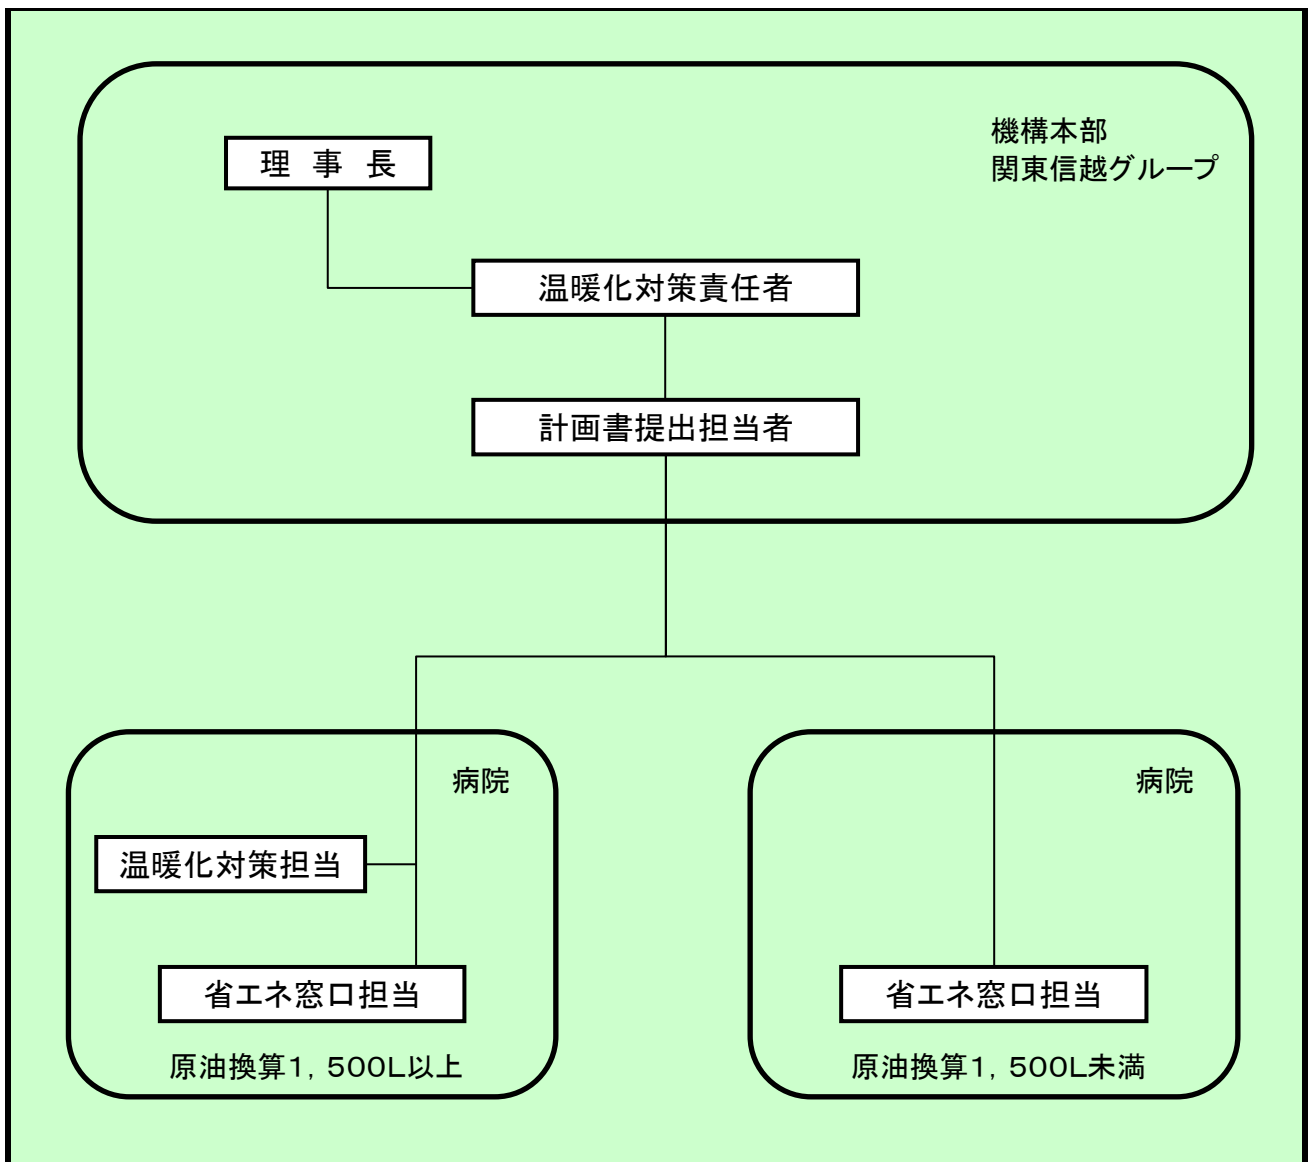 機構本部
関東信越グループ
理 事 長
温暖化対策責任者
計画書提出担当者
病院
温暖化対策担当
省エネ窓口担当
原油換算1，500L以上
病院
省エネ窓口担当
原油換算1，500L未満